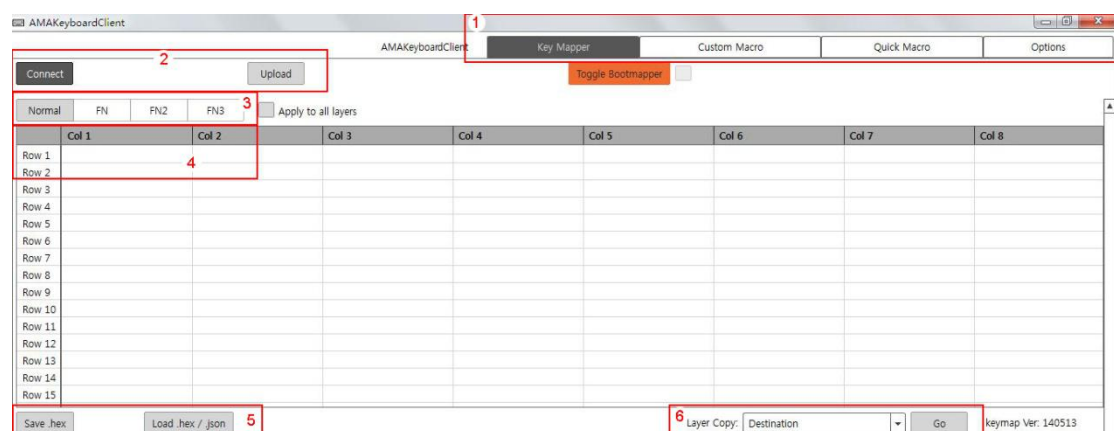 AMAKeyboardClient
1
AMAKeyboardClient Key Mapper Custom Macro Quick Macro Options
2
Connect Upload Toggle Bootmapper
Normal FN FN2 FN3 3 Apply to all layers
Col 1 Col 2 Col 3 Col 4 Col 5 Col 6 Col 7 Col 8
Row 1
4
Row 2
Row 3
Row 4
Row 5
Row 6
Row 7
Row 8
Row 9
Row 10
Row 11
Row 12
Row 13
Row 14
Row 15
Save .hex Load .hex / .json 5 6 Layer Copy: Destination Go keymap Ver: 140513